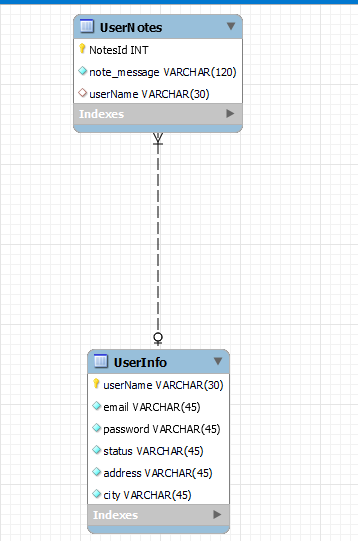 UserNotes
NotesId INT
note_message VARCHAR(120)
userName VARCHAR(30)
Indexes
UserInfo
userName VARCHAR(30)
email VARCHAR(45)
password VARCHAR(45)
status VARCHAR(45)
address VARCHAR(45)
city VARCHAR(45)
Indexes